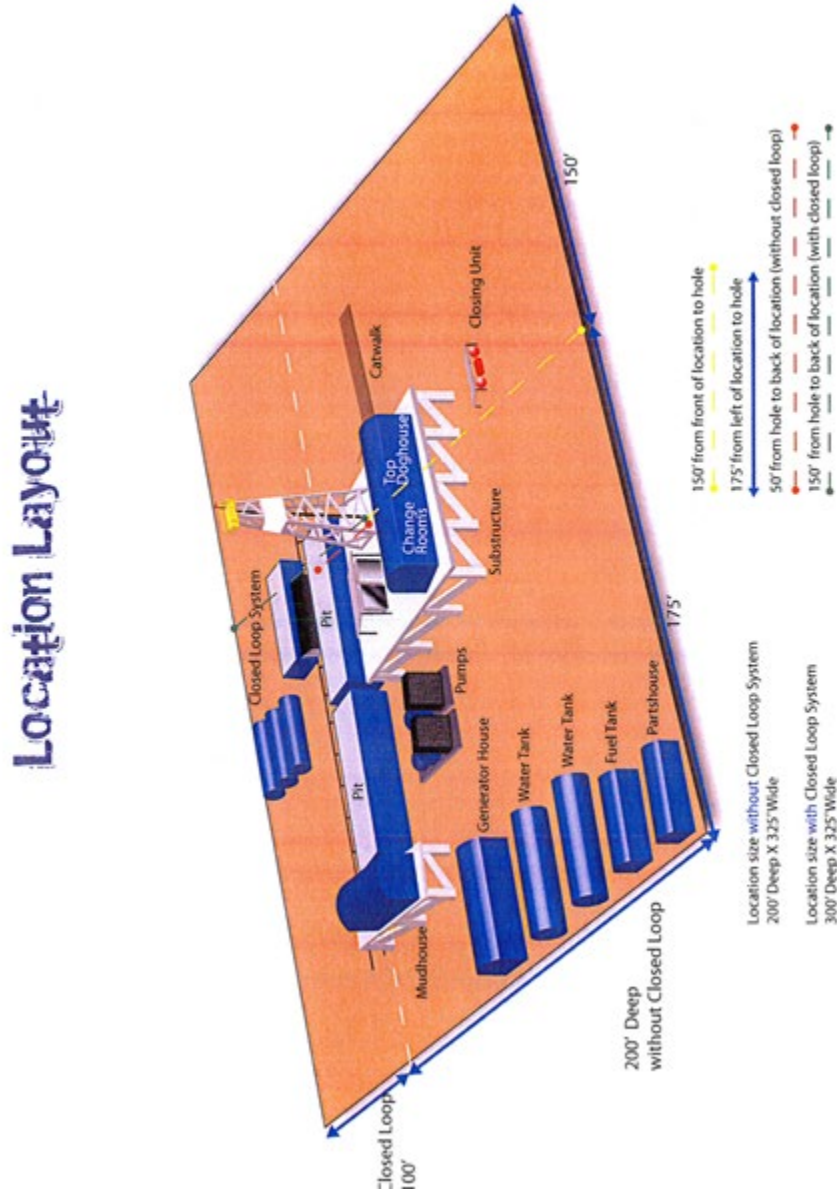 Location Layout
Closed Loop System
Pit
Pit
Catwalk
Top
Doghouse
Change
Rooms
Closing Unit
Substructure
Pumps
Mudhouse
Generator House
Water Tank
Water Tank
Fuel Tank
Partshouse
Closed Loop
100'
200' Deep
without Closed Loop
175'
150'
150' from front of location to hole
175' from left of location to hole
50' from hole to back of location (without closed loop)
150' from hole to back of location (with closed loop)
Location size without Closed Loop System
200' Deep X 325' Wide
Location size with Closed Loop System
300' Deep X 325' Wide